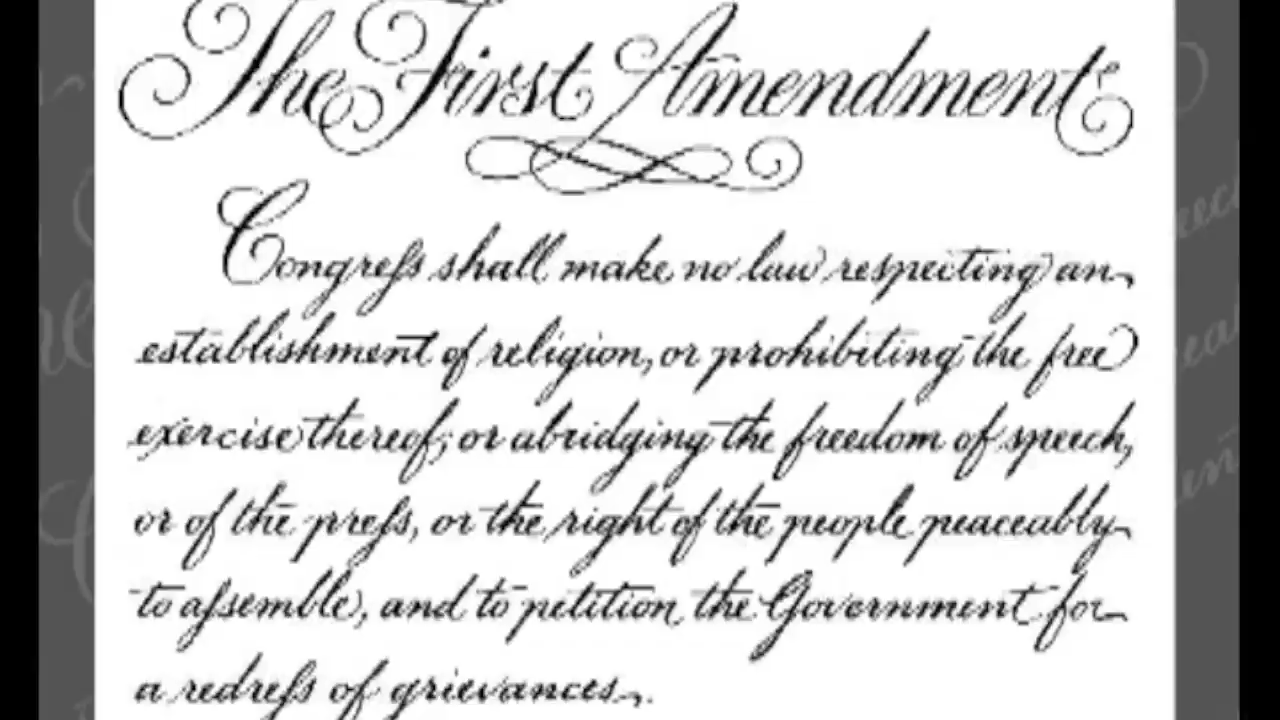 The First Amendment
Congreſs shall make no law respecting an
establishment of religion, or prohibiting the free
exercise thereof; or abridging the freedom of speech,
or of the preſs, or the right of the people peaceably
to aſsemble, and to petition the Government for
a redreſs of grievances.